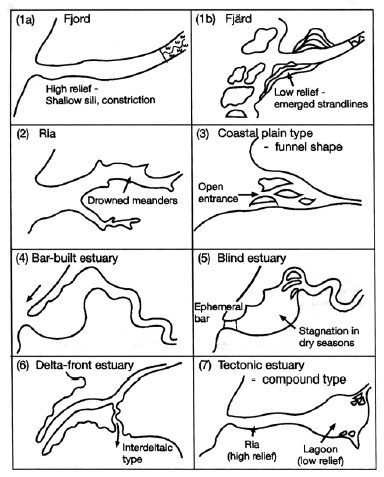 (1a) Fjord
High relief -
Shallow sili, constriction
(1b) Fjärd
Low relief -
emerged strandlines
(2) Ria
Drowned meanders
(3) Coastal plain type
- funnel shape
Open
entrance
(4) Bar-built estuary
(5) Blind estuary
Ephemeral
bar
Stagnation in
dry seasons
(6) Delta-front estuary
Interdeltaic
type
(7) Tectonic estuary
- compound type
Ria
(high relief)
Lagoon
(low relief)